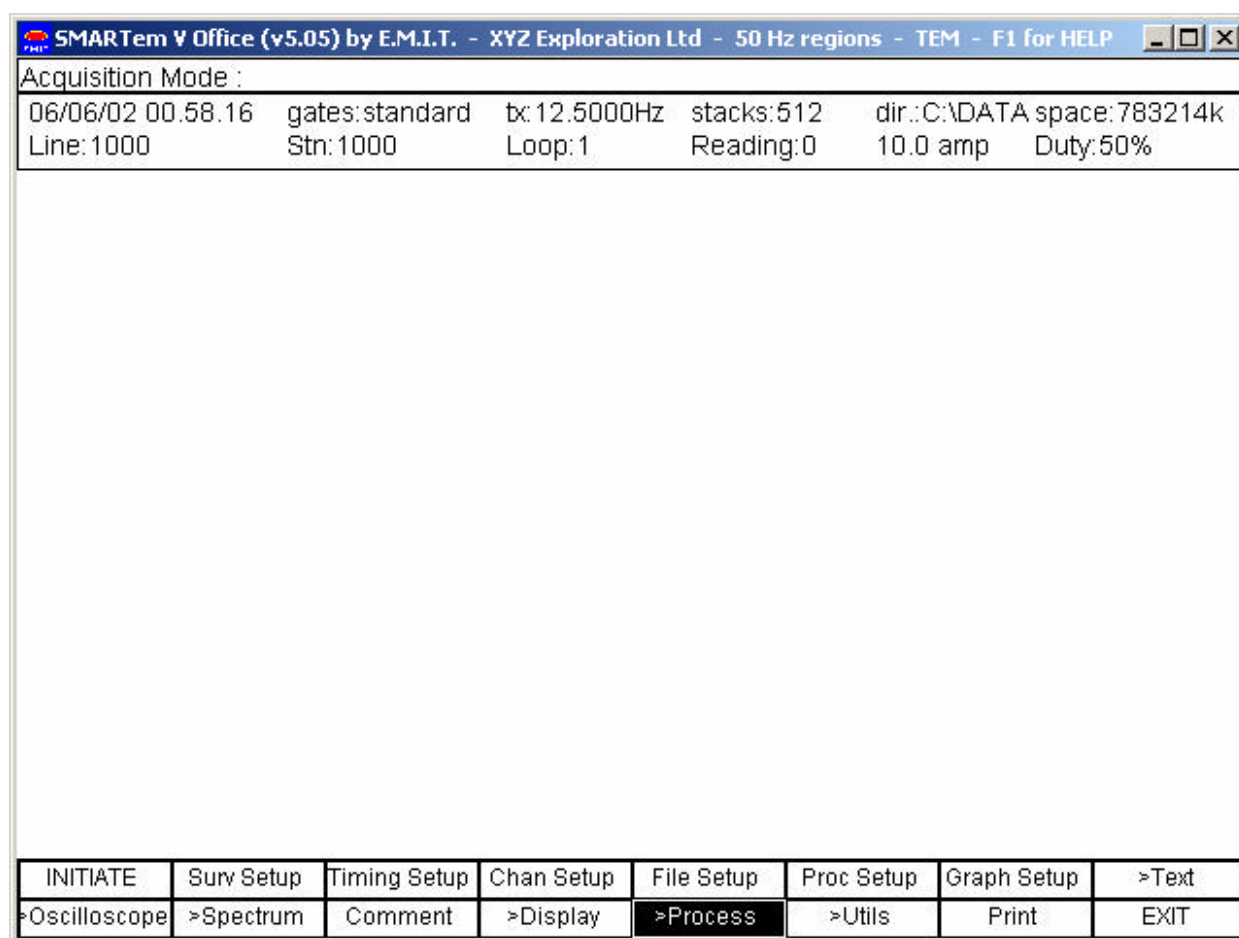 SMARTem V Office (v5.05) by E.M.I.T. - XYZ Exploration Ltd - 50 Hz regions - TEM - F1 for HELP
Acquisition Mode :
06/06/02 00.58.16 gates:standard tx:12.5000Hz stacks:512 dir.:C:\DATA space:783214k
Line:1000 Stn:1000 Loop:1 Reading:0 10.0 amp Duty:50%
INITIATE Surv Setup Timing Setup Chan Setup File Setup Proc Setup Graph Setup >Text
>Oscilloscope >Spectrum Comment >Display >Process >Utils Print EXIT